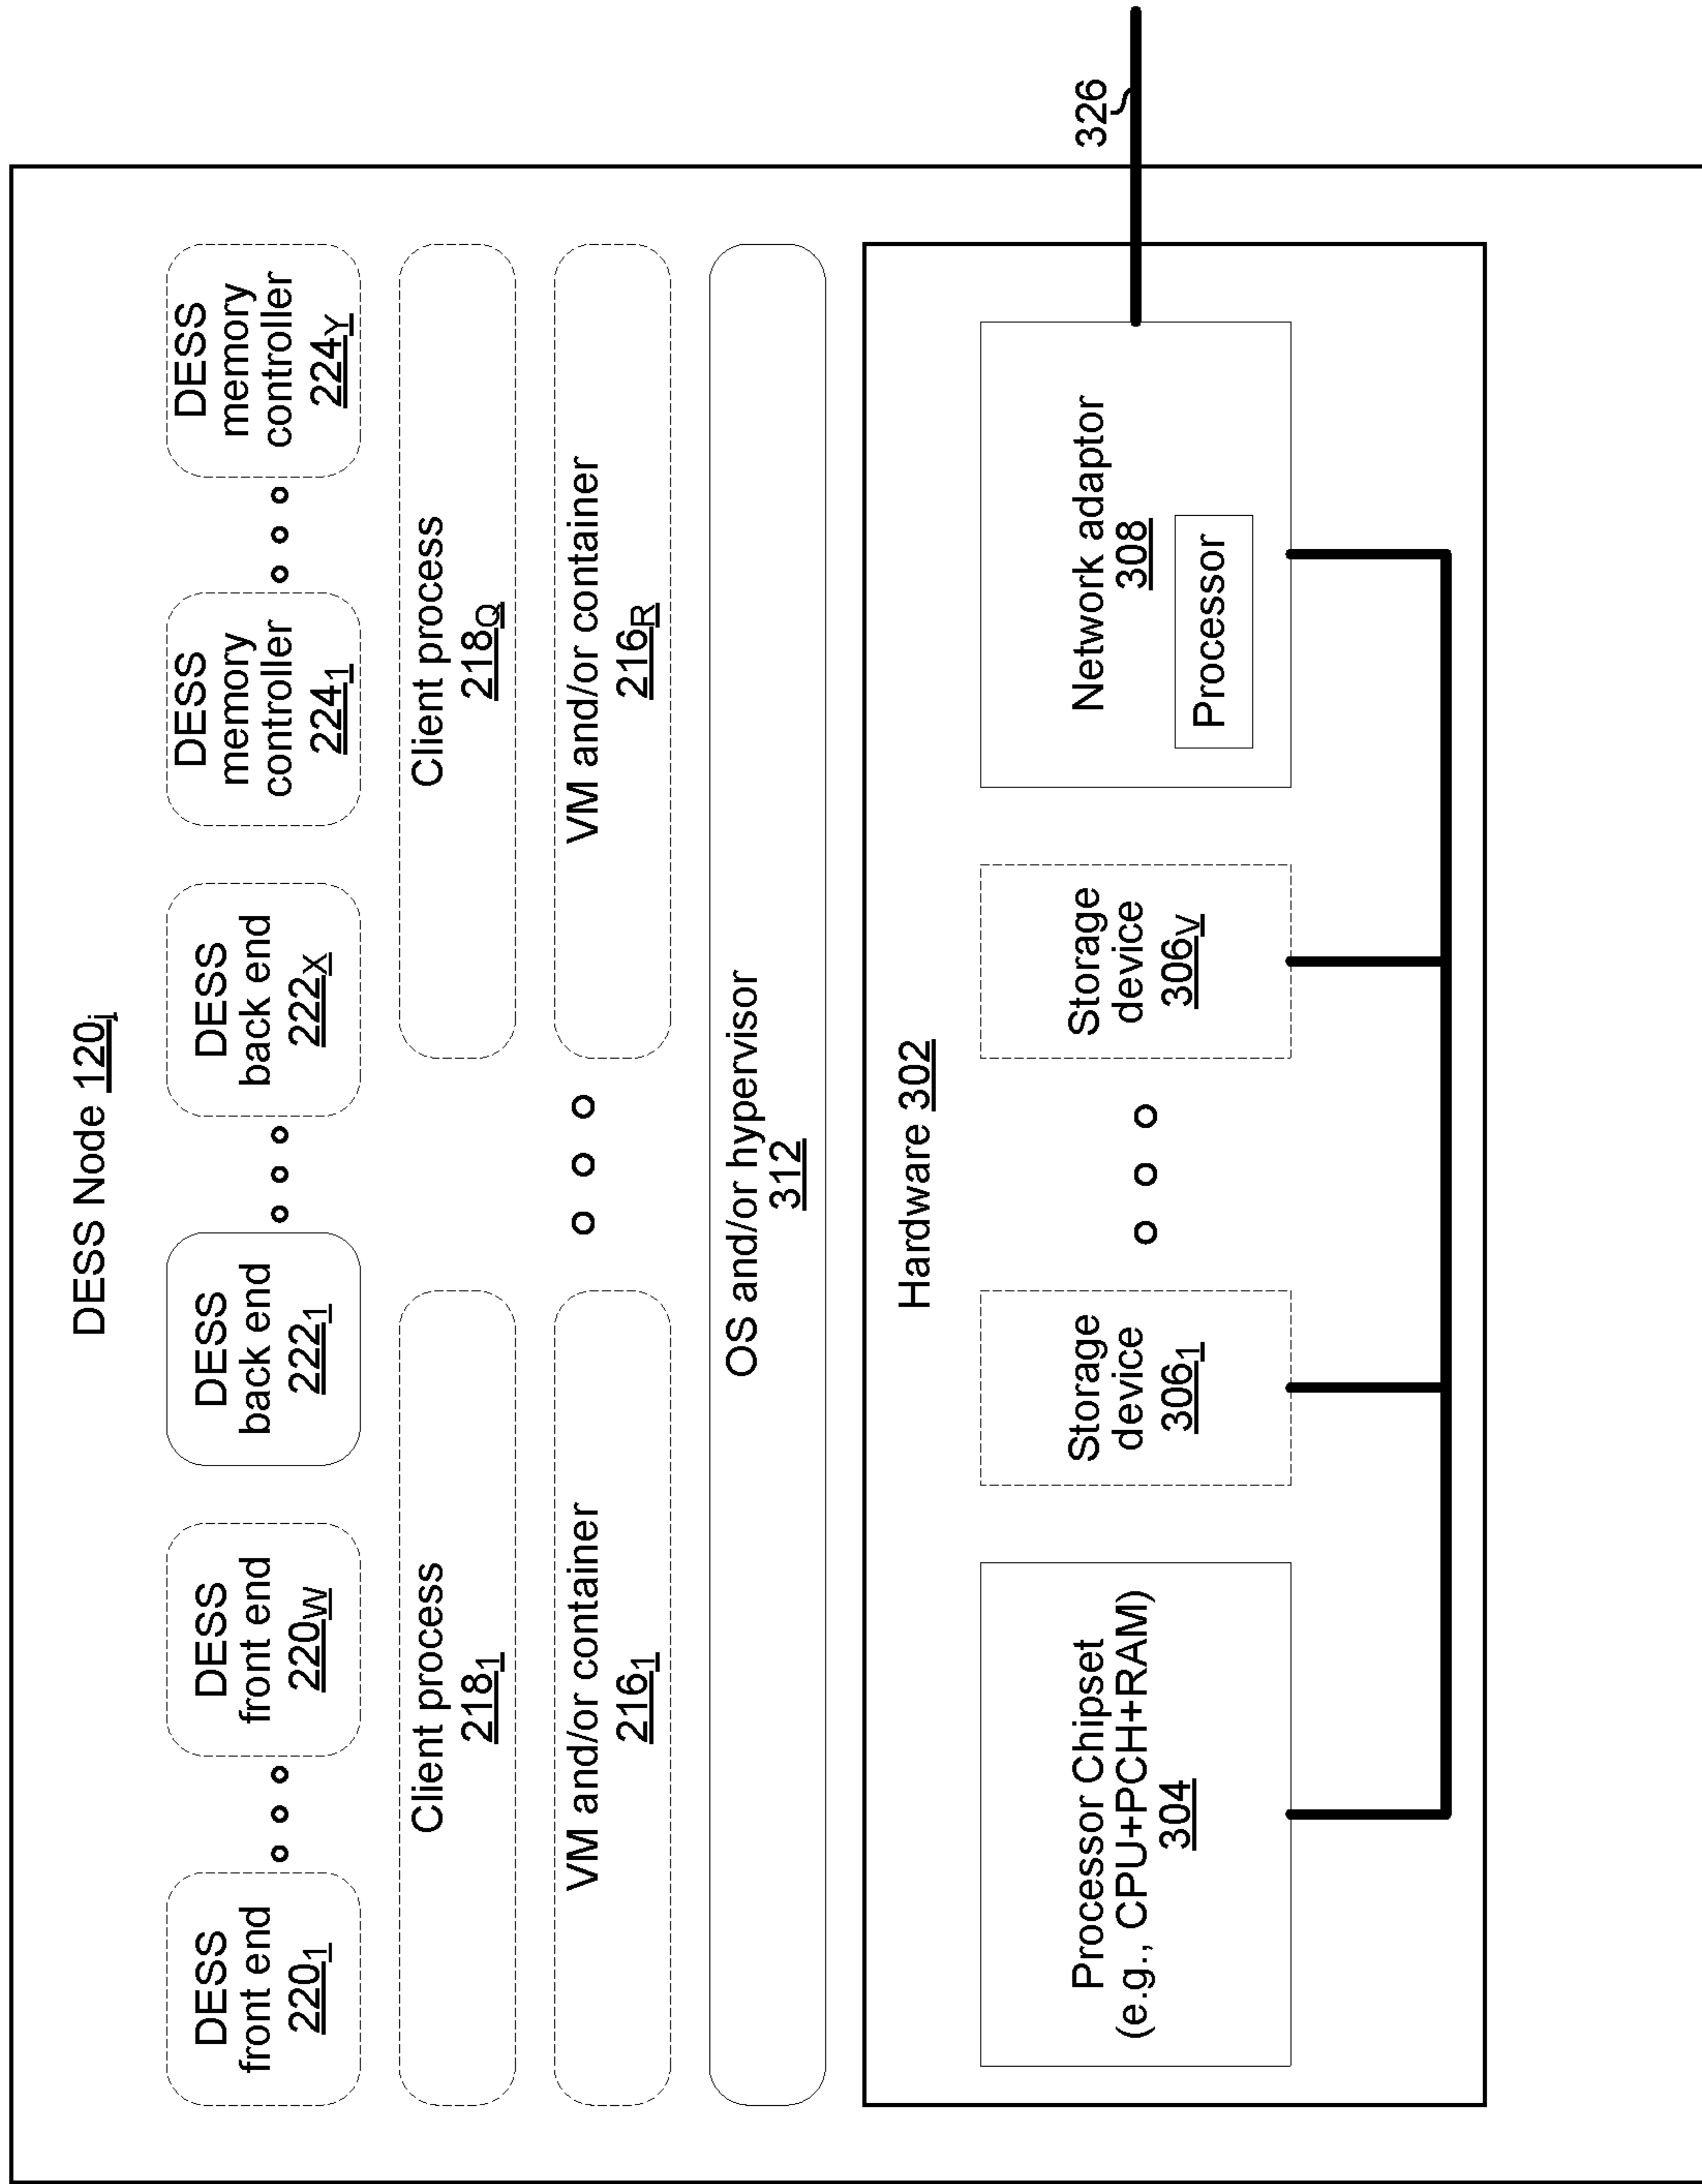 DESS Node 120j
DESS
front end
220₁
DESS
front end
220W
DESS
back end
222₁
DESS
back end
222X
DESS
memory
controller
224₁
DESS
memory
controller
224Y
Client process
218₁
Client process
218Q
VM and/or container
216₁
VM and/or container
216R
OS and/or hypervisor
312
Hardware 302
Processor Chipset
(e.g., CPU+PCH+RAM)
304
Storage
device
306₁
Storage
device
306V
Network adaptor
308
Processor
326